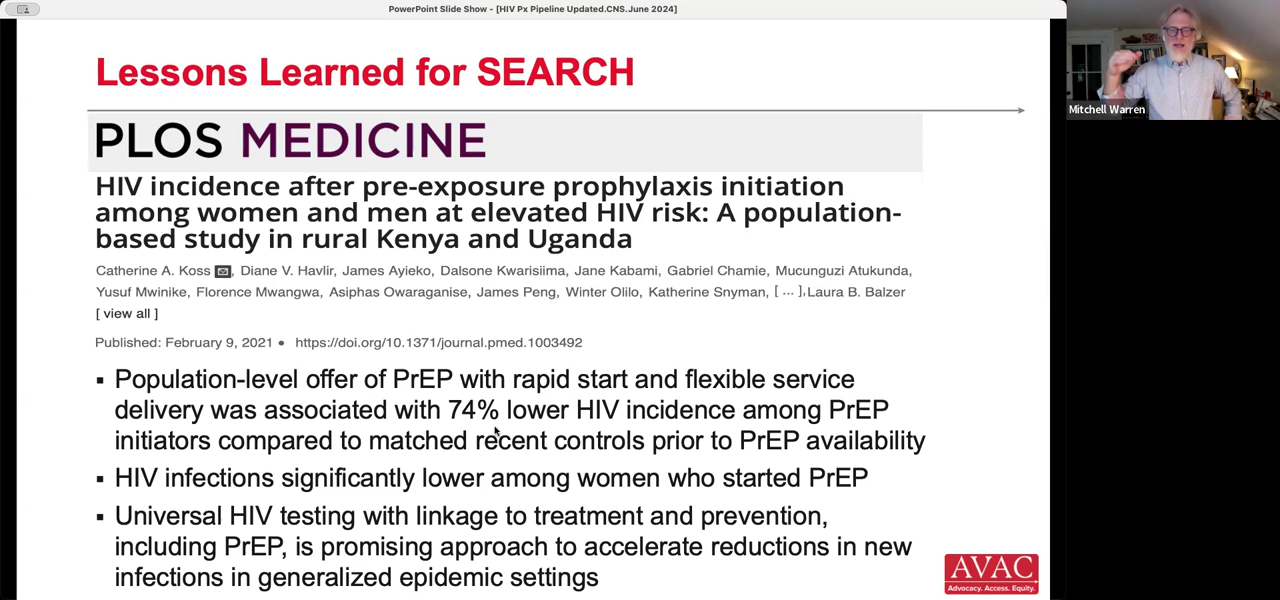 PowerPoint Slide Show - [HIV Px Pipeline Updated.CNS.June 2024]
Mitchell Warren
Lessons Learned for SEARCH
PLOS MEDICINE
HIV incidence after pre-exposure prophylaxis initiation
among women and men at elevated HIV risk: A population-
based study in rural Kenya and Uganda
Catherine A. Koss, Diane V. Havlir, James Ayieko, Dalsone Kwarisiima, Jane Kabami, Gabriel Chamie, Mucunguzi Atukunda,
Yusuf Mwinike, Florence Mwangwa, Asiphas Owaraganise, James Peng, Winter Olilo, Katherine Snyman, [ ... ], Laura B. Balzer
[ view all ]
Published: February 9, 2021 • https://doi.org/10.1371/journal.pmed.1003492
▪ Population-level offer of PrEP with rapid start and flexible service
delivery was associated with 74% lower HIV incidence among PrEP
initiators compared to matched recent controls prior to PrEP availability
▪ HIV infections significantly lower among women who started PrEP
▪ Universal HIV testing with linkage to treatment and prevention,
including PrEP, is promising approach to accelerate reductions in new
infections in generalized epidemic settings
AVAC
Advocacy. Access. Equity.